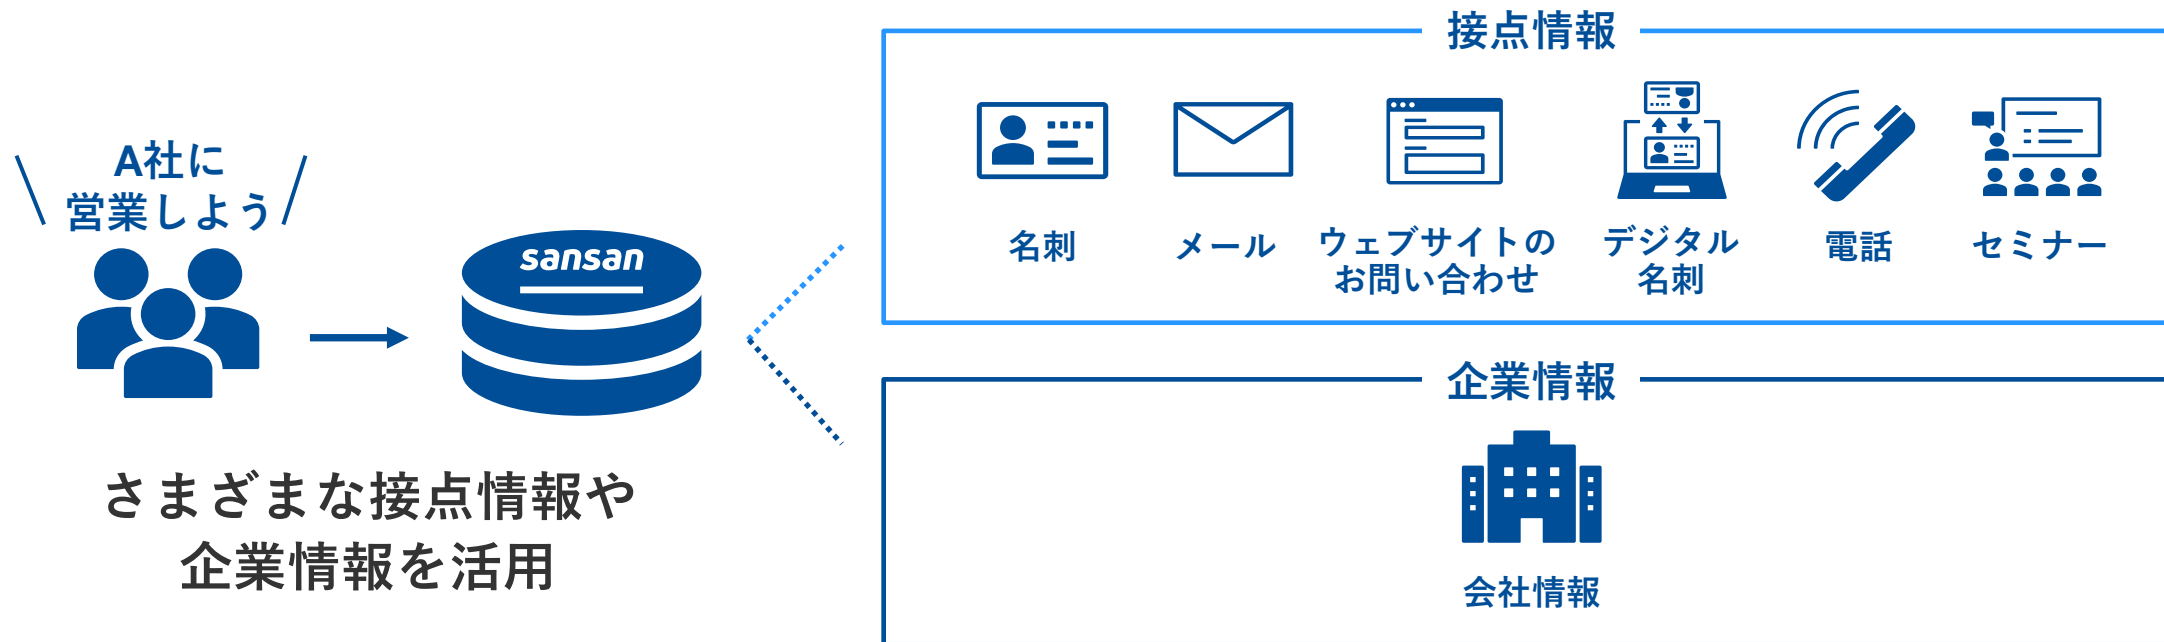 A社に
営業しよう
sansan
さまざまな接点情報や
企業情報を活用
接点情報
名刺
メール
ウェブサイトの
お問い合わせ
デジタル
名刺
電話
セミナー
企業情報
会社情報